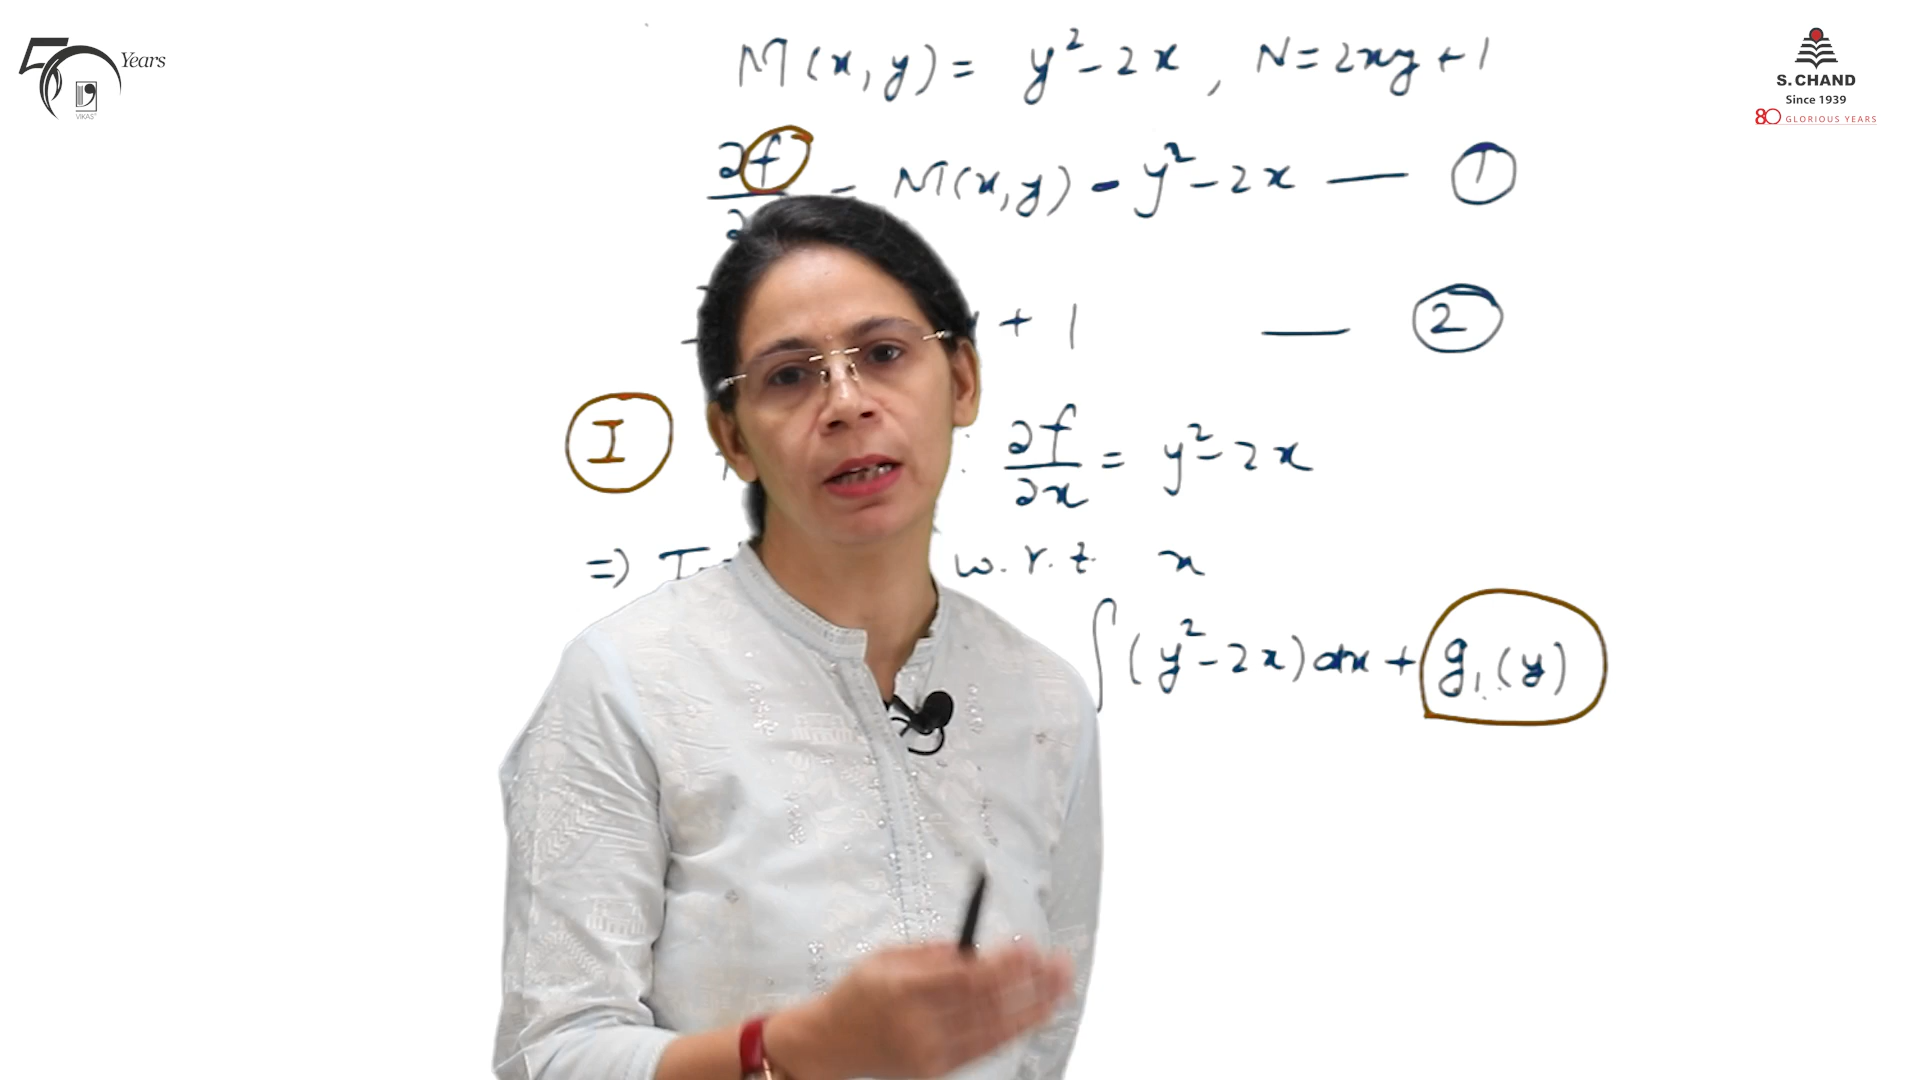 50 Years
VIKAS®
S. CHAND
Since 1939
80 GLORIOUS YEARS
M(x,y) = y²-2x, N=2xy+1
∂f = M(x,y) = y²-2x — ①
+ 1 — ②
Ⓘ : ∂f/∂x = y²-2x
=) w.r.t. x
∫(y²-2x)dx + g₁(y)